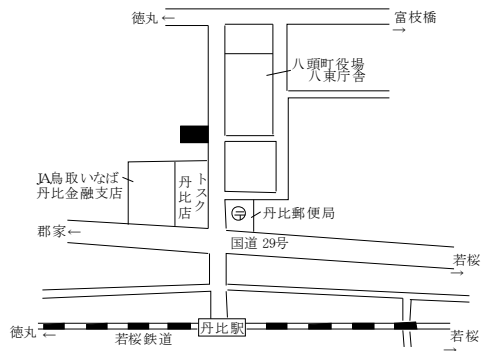 徳丸←
富枝橋
→
八頭町役場
八東庁舎
JA鳥取いなば
丹比金融支店
トスク
丹比店
〒 丹比郵便局
郡家←
国道 29号
若桜
→
徳丸←
若桜鉄道
丹比駅
若桜
→